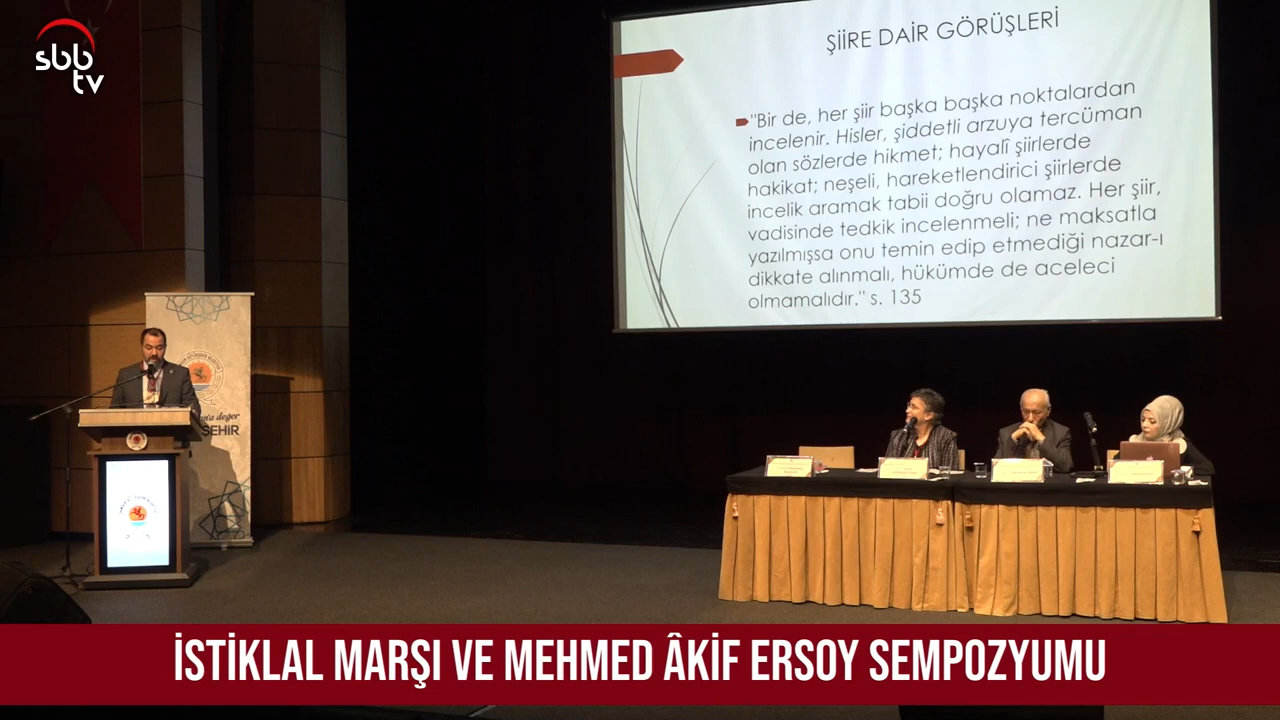 sbb
tv
ŞİİRE DAİR GÖRÜŞLERİ
"Bir de, her şiir başka başka noktalardan
incelenir. Hisler, şiddetli arzuya tercüman
olan sözlerde hikmet; hayalî şiirlerde
hakikat; neşeli, hareketlendirici şiirlerde
incelik aramak tabii doğru olamaz. Her şiir,
vadisinde tedkik incelenmeli; ne maksatla
yazılmışsa onu temin edip etmediği nazar-ı
dikkate alınmalı, hükümde de aceleci
olmamalıdır." s. 135
değer
ŞEHİR
İSTİKLAL MARŞI VE MEHMED ÂKİF ERSOY SEMPOZYUMU